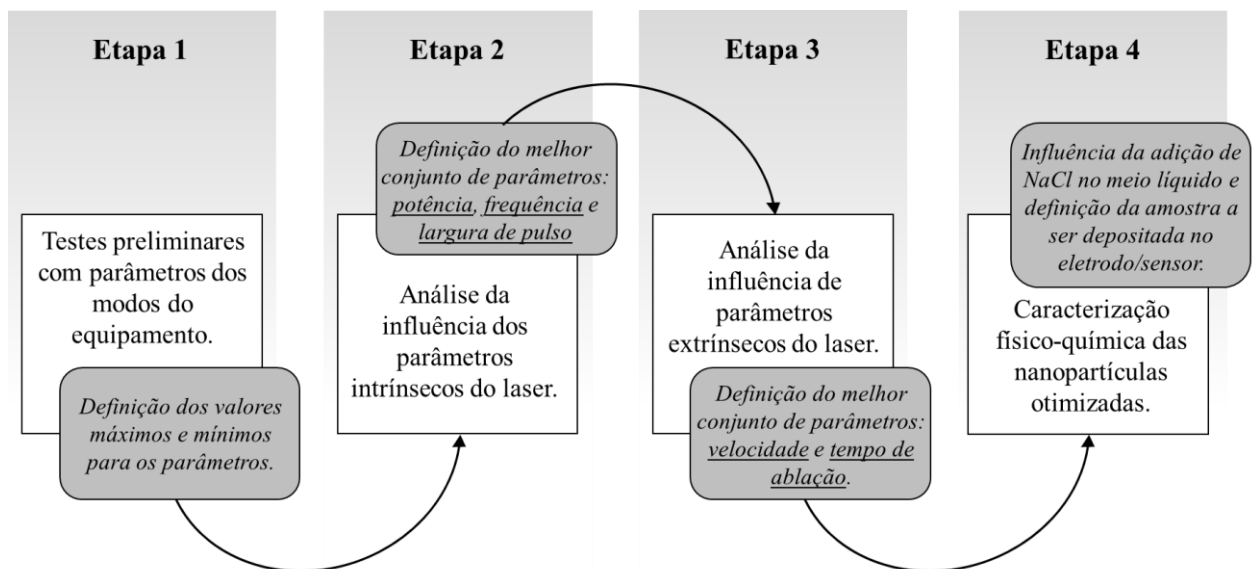 Etapa 1
Testes preliminares
com parâmetros dos
modos do
equipamento.
Definição dos valores
máximos e mínimos
para os parâmetros.
Etapa 2
Definição do melhor
conjunto de parâmetros:
potência, frequência e
largura de pulso
Análise da
influência dos
parâmetros
intrínsecos do laser.
Etapa 3
Análise da
influência de
parâmetros
extrínsecos do laser.
Definição do melhor
conjunto de parâmetros:
velocidade e tempo de
ablação.
Etapa 4
Influência da adição de
NaCl no meio líquido e
definição da amostra a
ser depositada no
eletrodo/sensor.
Caracterização
físico-química das
nanopartículas
otimizadas.